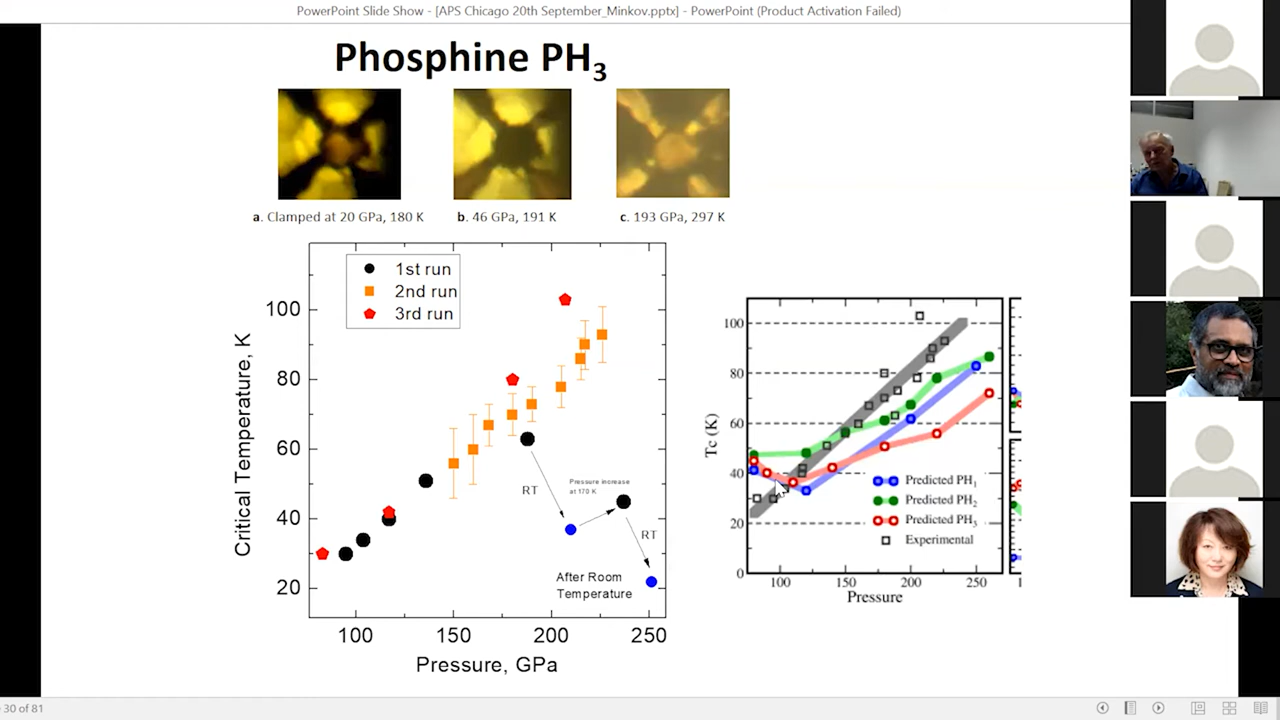 PowerPoint Slide Show - [APS Chicago 20th September_Minkov.pptx] - PowerPoint (Product Activation Failed)
Phosphine PH₃
a. Clamped at 20 GPa, 180 K
b. 46 GPa, 191 K
c. 193 GPa, 297 K
1st run
2nd run
3rd run
Critical Temperature, K
100
80
60
40
20
RT
Pressure increase
at 170 K
RT
After Room
Temperature
100
150
200
250
Pressure, GPa
Tc (K)
100
80
60
40
20
0
Predicted PH₁
Predicted PH₂
Predicted PH₃
Experimental
100
150
200
250
Pressure
30 of 81